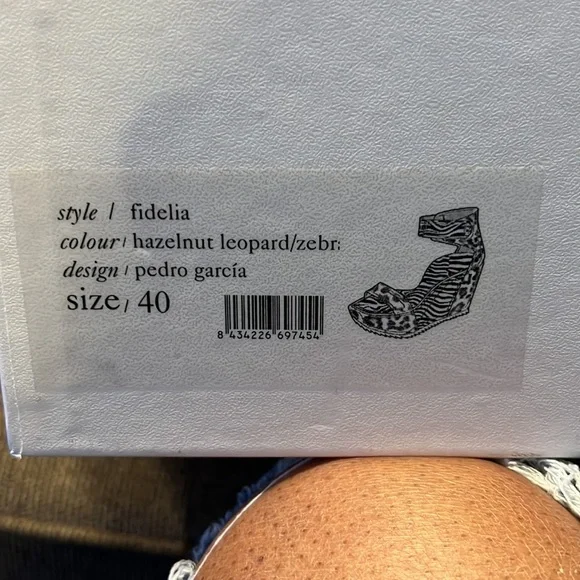 style / fidelia
colour / hazelnut leopard/zebr
design / pedro garcía
size / 40
8 434226 697454